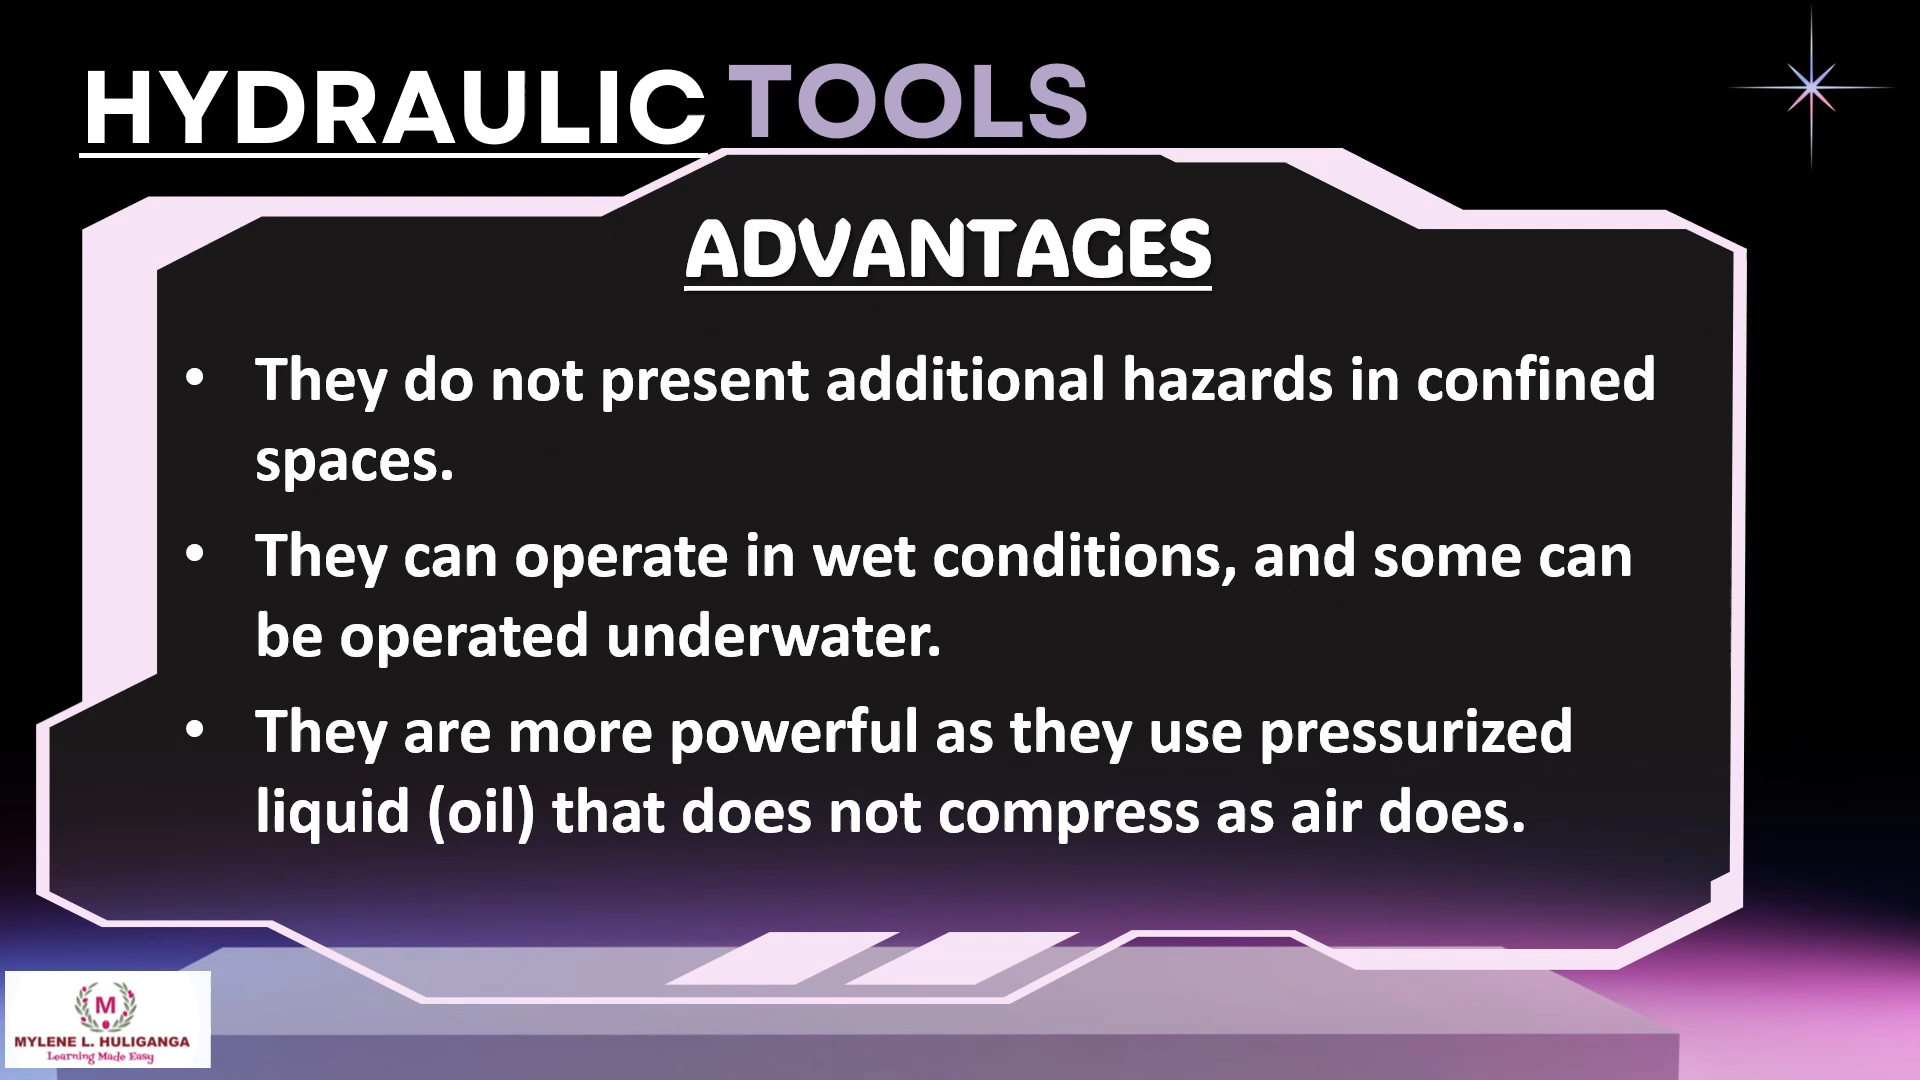 HYDRAULIC TOOLS
ADVANTAGES
• They do not present additional hazards in confined
spaces.
• They can operate in wet conditions, and some can
be operated underwater.
• They are more powerful as they use pressurized
liquid (oil) that does not compress as air does.
M
MYLENE L. HULIGANGA
Learning Made Easy